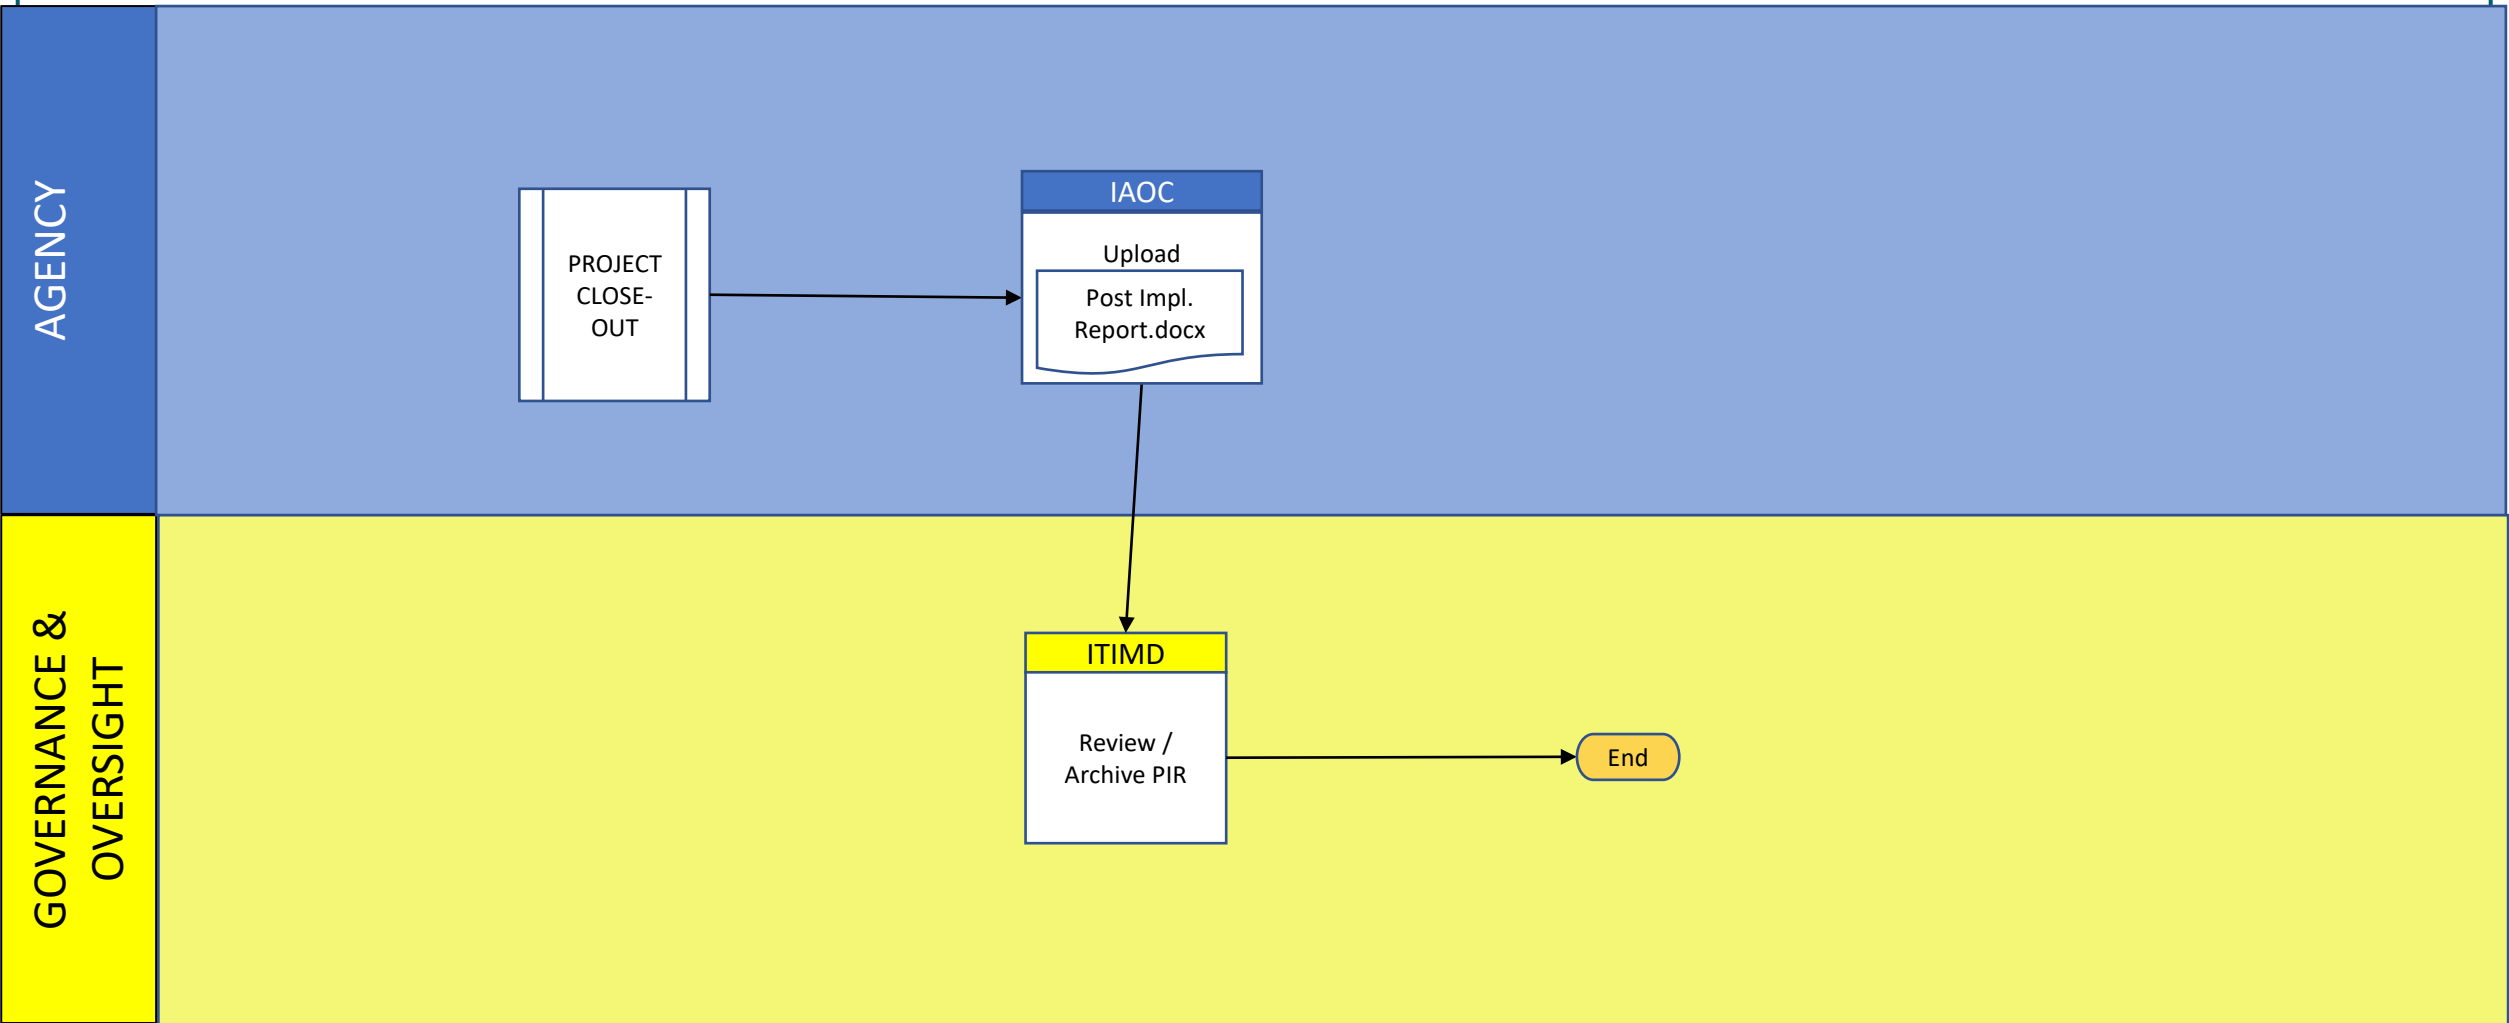 AGENCY
PROJECT
CLOSE-
OUT
IAOC
Upload
Post Impl.
Report.docx
GOVERNANCE &
OVERSIGHT
ITIMD
Review /
Archive PIR
End